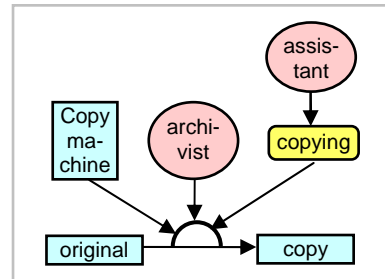 assis-
tant
Copy
ma-
chine
archi-
vist
copying
original
copy